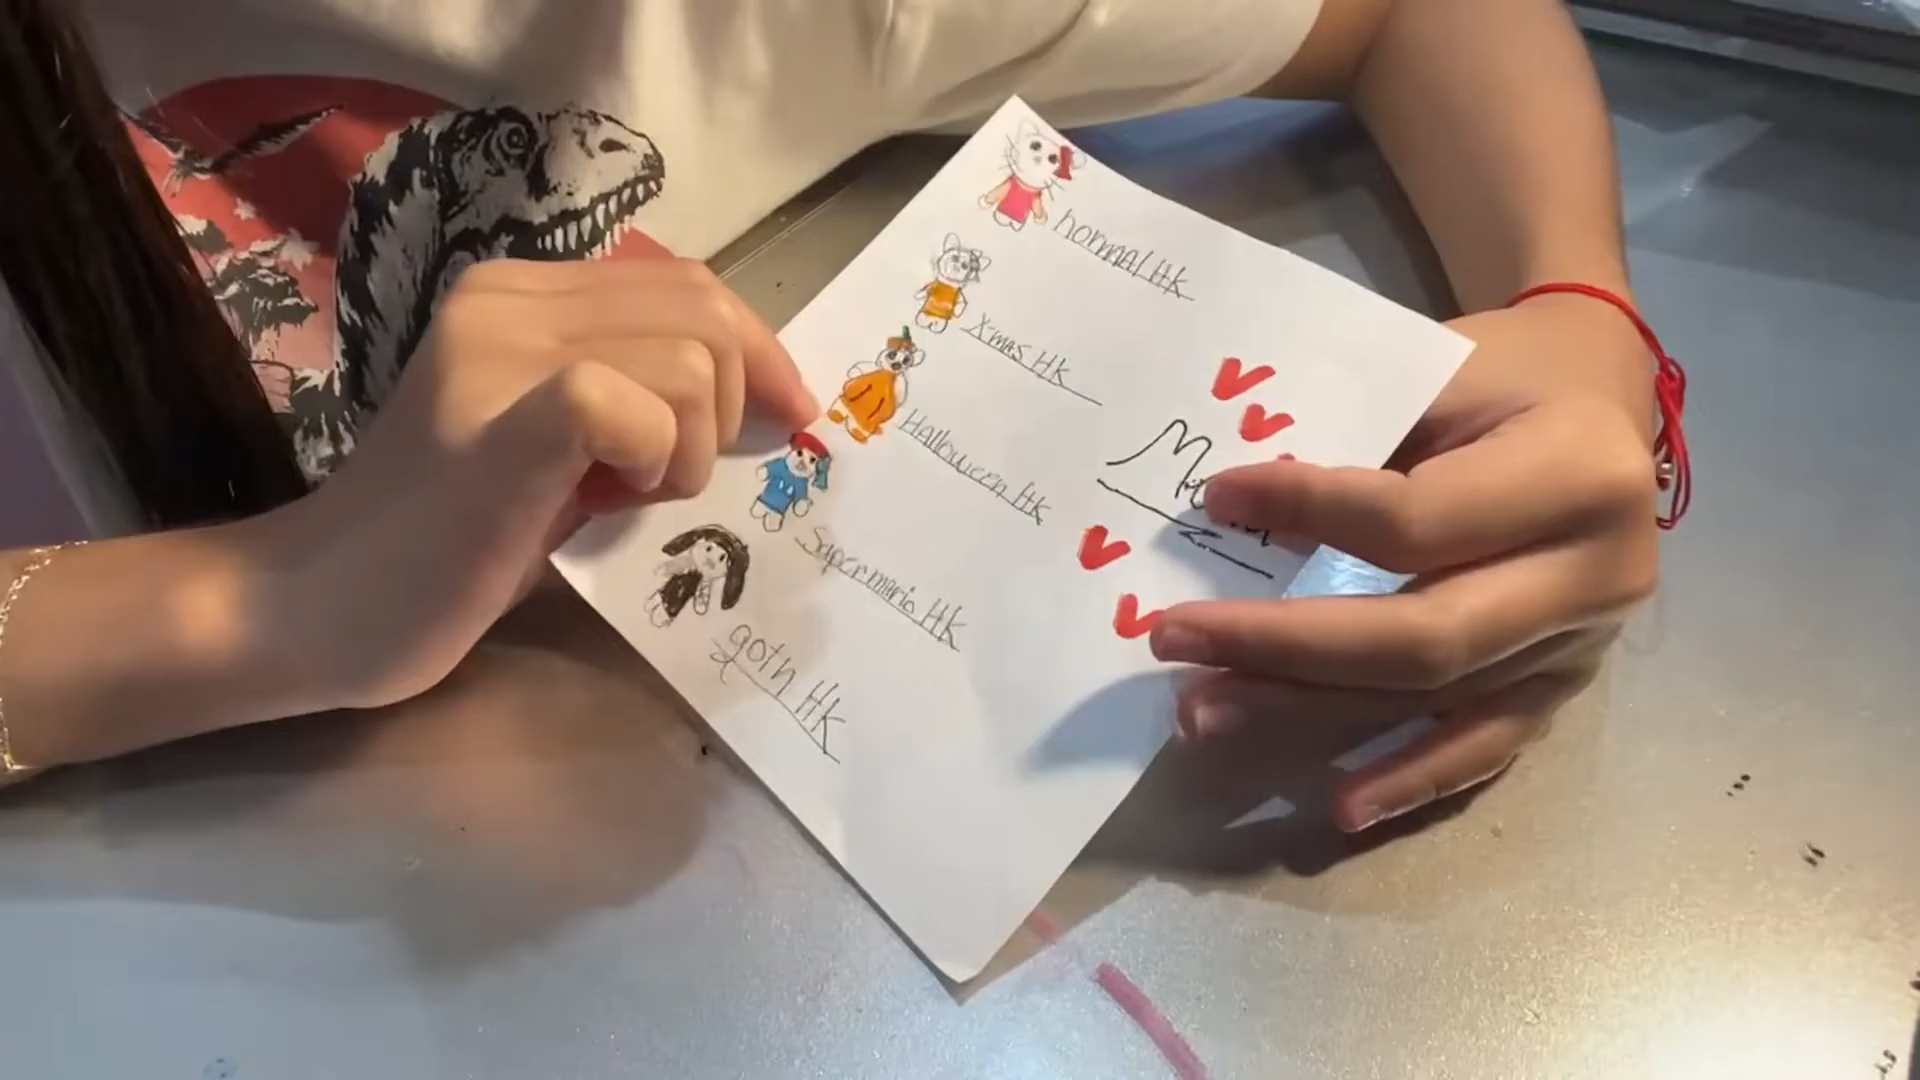 normal HK
X-mas HK
Halloween HK
Supermario HK
goth HK